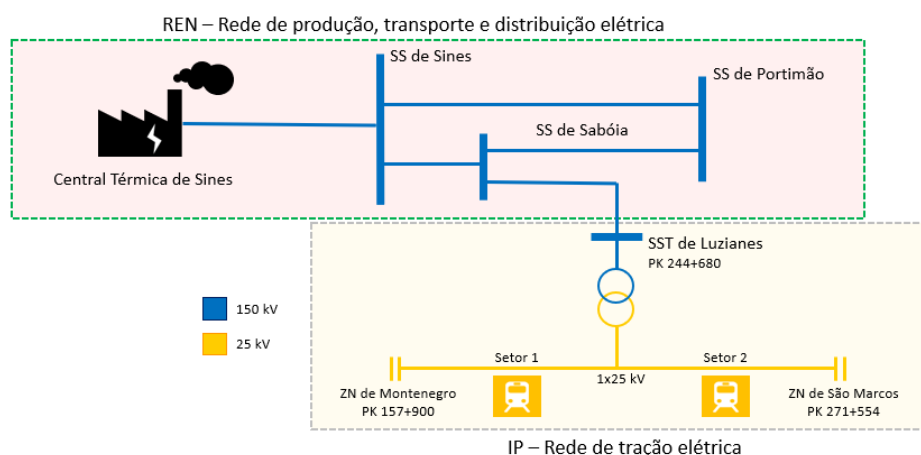 REN – Rede de produção, transporte e distribuição elétrica
SS de Sines
SS de Portimão
SS de Sabóia
Central Térmica de Sines
SST de Luzianes
PK 244+680
150 kV
25 kV
Setor 1
Setor 2
1x25 kV
ZN de Montenegro
PK 157+900
ZN de São Marcos
PK 271+554
IP – Rede de tração elétrica